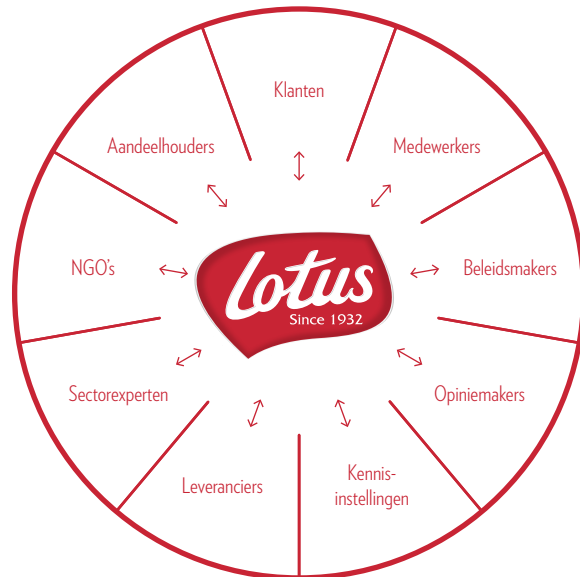 Klanten
Aandeelhouders
Medewerkers
NGO's
Lotus
Since 1932
Beleidsmakers
Sectorexperten
Opiniemakers
Leveranciers
Kennis-
instellingen